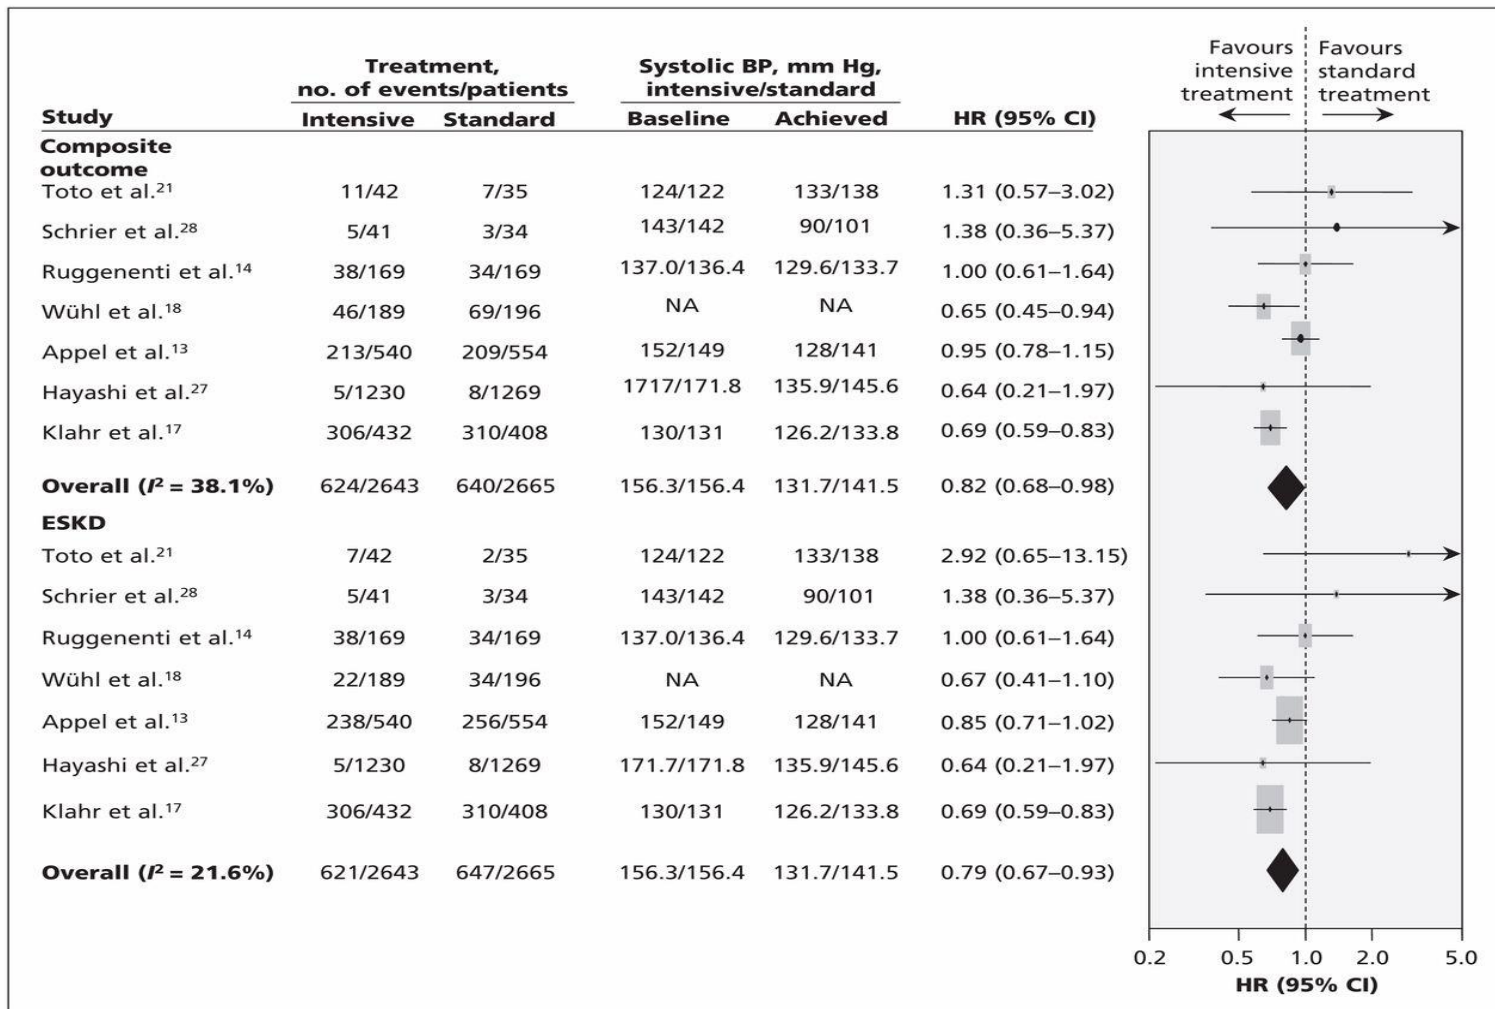 Treatment, no. of events/patients Systolic BP, mm Hg, intensive/standard Favours intensive treatment Favours standard treatment
Study Intensive Standard Baseline Achieved HR (95% CI)
Composite outcome
Toto et al.21 11/42 7/35 124/122 133/138 1.31 (0.57–3.02)
Schrier et al.28 5/41 3/34 143/142 90/101 1.38 (0.36–5.37)
Ruggenenti et al.14 38/169 34/169 137.0/136.4 129.6/133.7 1.00 (0.61–1.64)
Wühl et al.18 46/189 69/196 NA NA 0.65 (0.45–0.94)
Appel et al.13 213/540 209/554 152/149 128/141 0.95 (0.78–1.15)
Hayashi et al.27 5/1230 8/1269 1717/171.8 135.9/145.6 0.64 (0.21–1.97)
Klahr et al.17 306/432 310/408 130/131 126.2/133.8 0.69 (0.59–0.83)
Overall (I² = 38.1%) 624/2643 640/2665 156.3/156.4 131.7/141.5 0.82 (0.68–0.98)
ESKD
Toto et al.21 7/42 2/35 124/122 133/138 2.92 (0.65–13.15)
Schrier et al.28 5/41 3/34 143/142 90/101 1.38 (0.36–5.37)
Ruggenenti et al.14 38/169 34/169 137.0/136.4 129.6/133.7 1.00 (0.61–1.64)
Wühl et al.18 22/189 34/196 NA NA 0.67 (0.41–1.10)
Appel et al.13 238/540 256/554 152/149 128/141 0.85 (0.71–1.02)
Hayashi et al.27 5/1230 8/1269 171.7/171.8 135.9/145.6 0.64 (0.21–1.97)
Klahr et al.17 306/432 310/408 130/131 126.2/133.8 0.69 (0.59–0.83)
Overall (I² = 21.6%) 621/2643 647/2665 156.3/156.4 131.7/141.5 0.79 (0.67–0.93)
0.2 0.5 1.0 2.0 5.0
HR (95% CI)